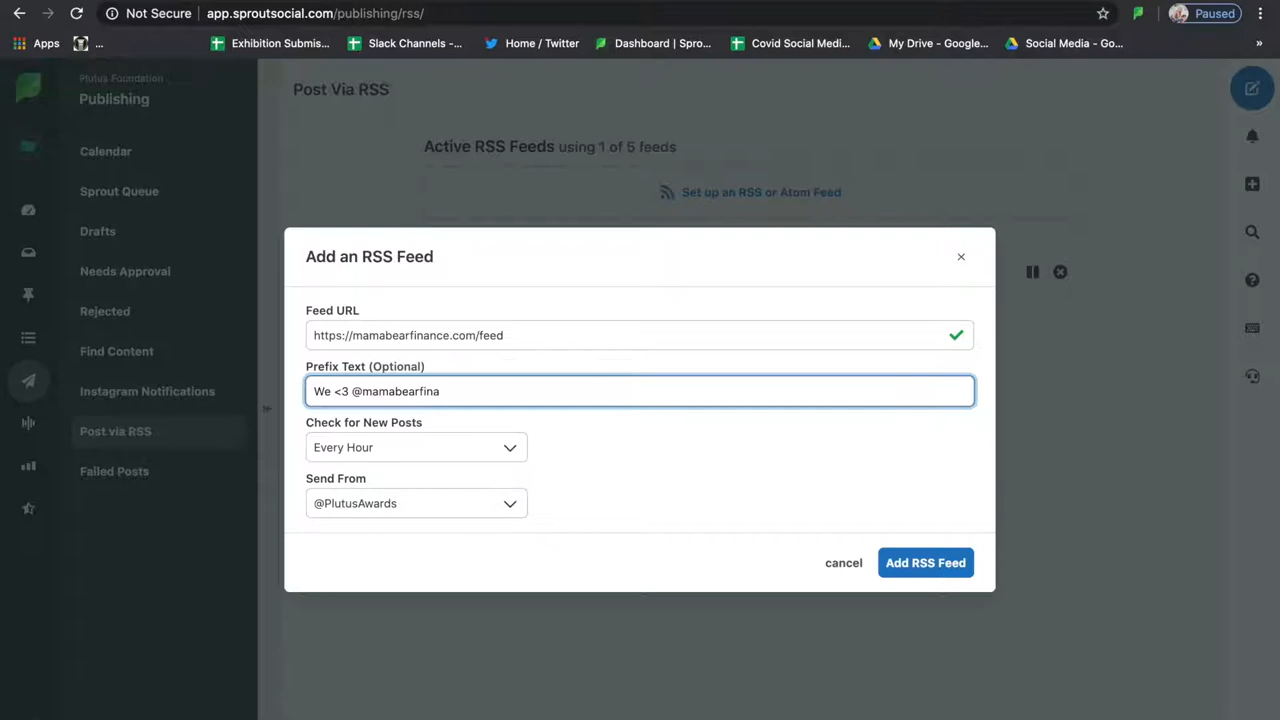 Not Secure app.sproutsocial.com/publishing/rss/ Paused
Apps ... Exhibition Submis... Slack Channels -... Home / Twitter Dashboard | Spro... Covid Social Medi... My Drive - Google... Social Media - Go... »
Plutus Foundation
Publishing
Calendar
Sprout Queue
Drafts
Needs Approval
Rejected
Find Content
Instagram Notifications
Post via RSS
Failed Posts
Post Via RSS
Active RSS Feeds using 1 of 5 feeds
Set up an RSS or Atom Feed
Add an RSS Feed
Feed URL
https://mamabearfinance.com/feed
Prefix Text (Optional)
We <3 @mamabearfina
Check for New Posts
Every Hour
Send From
@PlutusAwards
cancel Add RSS Feed